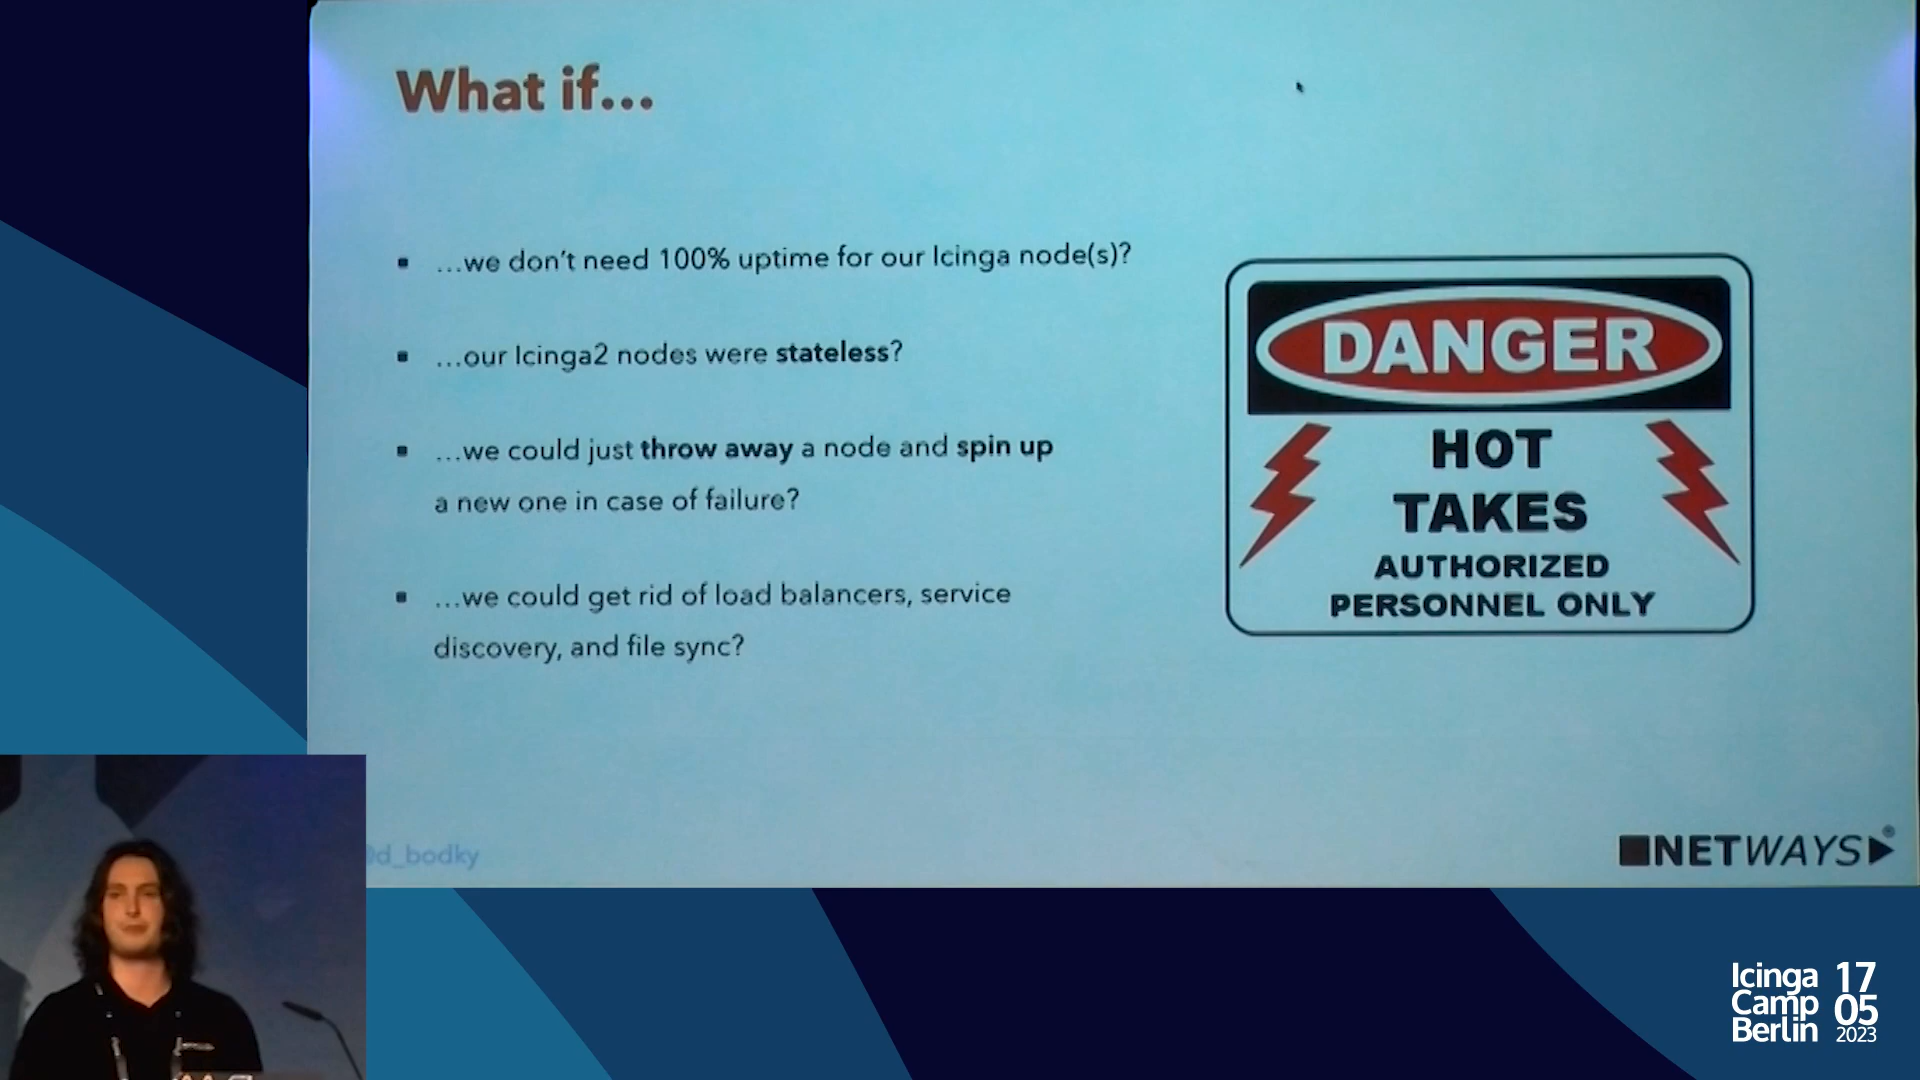 What if...
▪ ...we don't need 100% uptime for our Icinga node(s)?
▪ ...our Icinga2 nodes were stateless?
▪ ...we could just throw away a node and spin up
a new one in case of failure?
▪ ...we could get rid of load balancers, service
discovery, and file sync?
DANGER
HOT
TAKES
AUTHORIZED
PERSONNEL ONLY
@d_bodky
NETWAYS®
Icinga 17
Camp 05
Berlin 2023